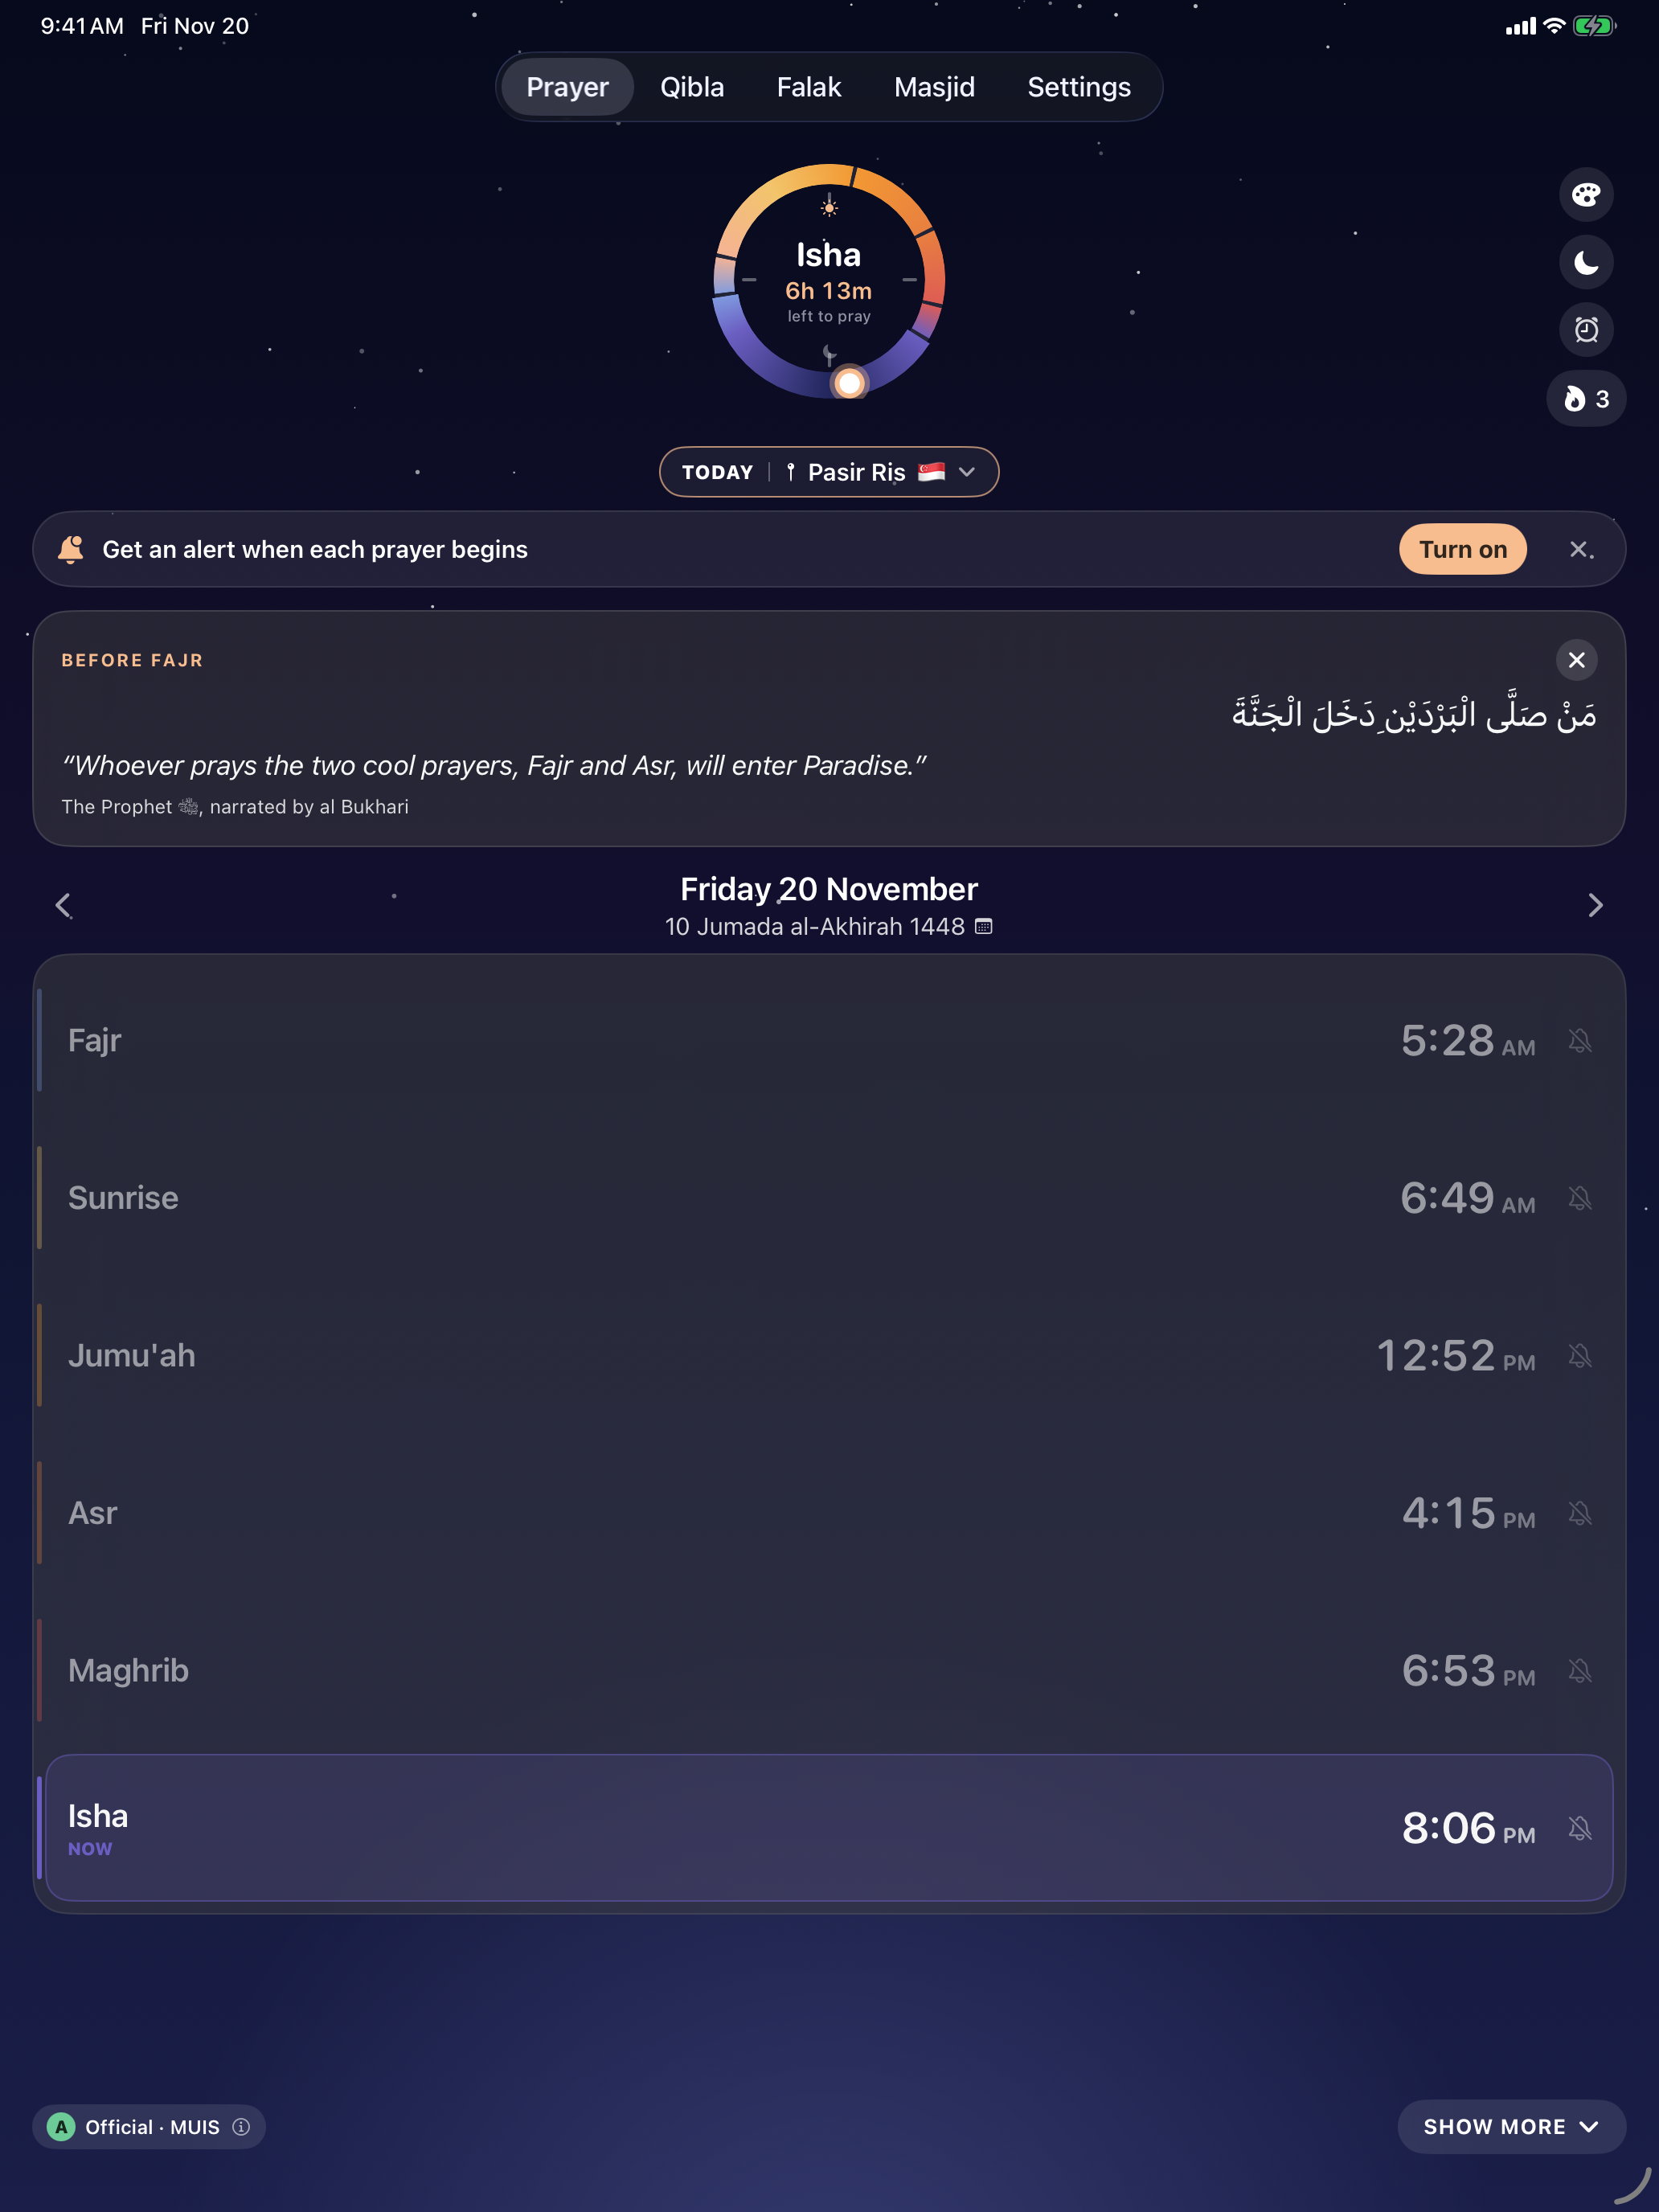 9:41 AM Fri Nov 20
Prayer Qibla Falak Masjid Settings
Isha
6h 13m
left to pray
3
TODAY | Pasir Ris 🇸🇬
Get an alert when each prayer begins Turn on
BEFORE FAJR
مَنْ صَلَّى الْبَرْدَيْنِ دَخَلَ الْجَنَّةَ
“Whoever prays the two cool prayers, Fajr and Asr, will enter Paradise.”
The Prophet ﷺ, narrated by al Bukhari
Friday 20 November
10 Jumada al-Akhirah 1448
Fajr 5:28 AM
Sunrise 6:49 AM
Jumu'ah 12:52 PM
Asr 4:15 PM
Maghrib 6:53 PM
Isha 8:06 PM
NOW
A Official · MUIS
SHOW MORE